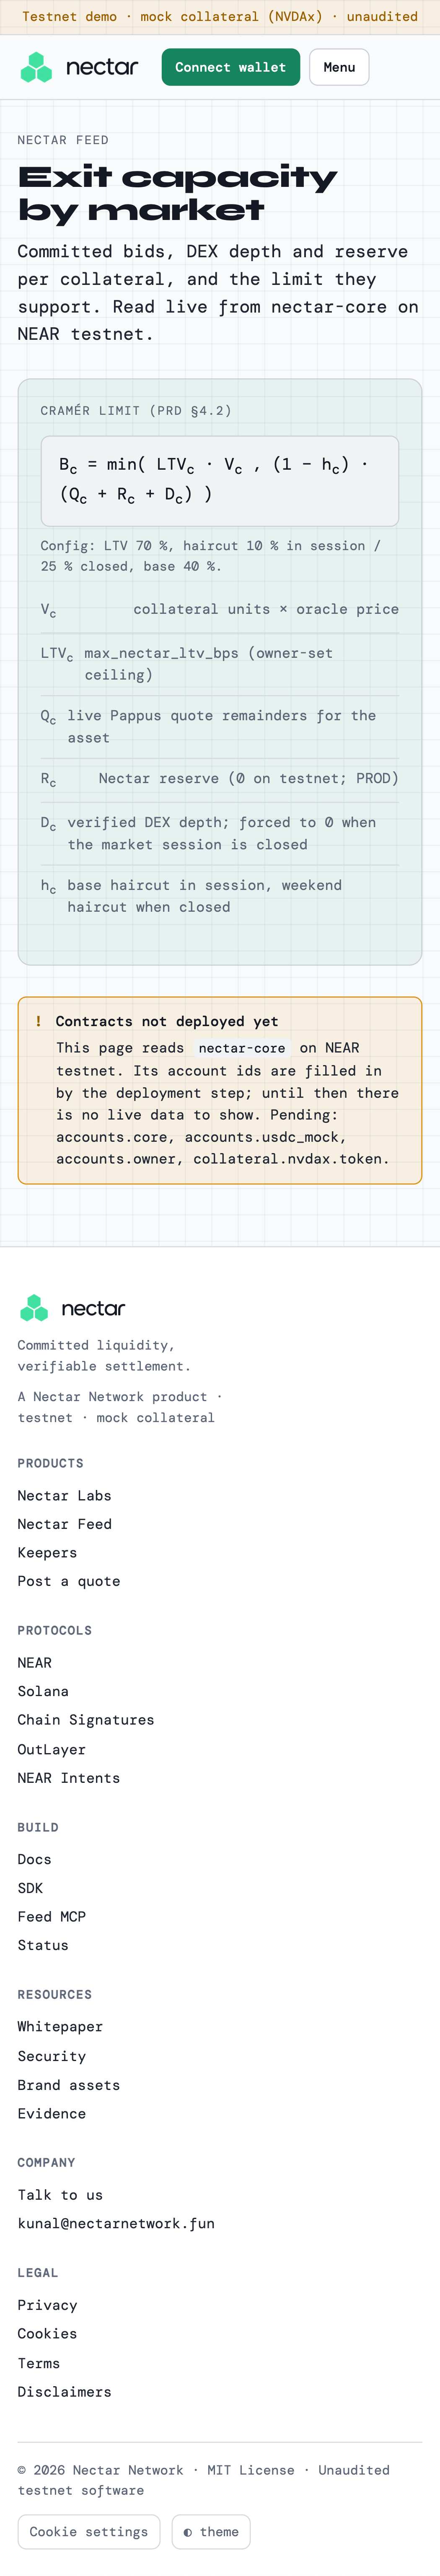 Testnet demo · mock collateral (NVDAx) · unaudited
nectar
Connect wallet
Menu
NECTAR FEED
Exit capacity
by market
Committed bids, DEX depth and reserve
per collateral, and the limit they
support. Read live from nectar-core on
NEAR testnet.
CRAMÉR LIMIT (PRD §4.2)
Bc = min( LTVc · Vc , (1 − hc) ·
(Qc + Rc + Dc) )
Config: LTV 70 %, haircut 10 % in session /
25 % closed, base 40 %.
Vc collateral units × oracle price
LTVc max_nectar_ltv_bps (owner-set
ceiling)
Qc live Pappus quote remainders for the
asset
Rc Nectar reserve (0 on testnet; PROD)
Dc verified DEX depth; forced to 0 when
the market session is closed
hc base haircut in session, weekend
haircut when closed
! Contracts not deployed yet
This page reads nectar-core on NEAR
testnet. Its account ids are filled in
by the deployment step; until then there
is no live data to show. Pending:
accounts.core, accounts.usdc_mock,
accounts.owner, collateral.nvdax.token.
nectar
Committed liquidity,
verifiable settlement.
A Nectar Network product ·
testnet · mock collateral
PRODUCTS
Nectar Labs
Nectar Feed
Keepers
Post a quote
PROTOCOLS
NEAR
Solana
Chain Signatures
OutLayer
NEAR Intents
BUILD
Docs
SDK
Feed MCP
Status
RESOURCES
Whitepaper
Security
Brand assets
Evidence
COMPANY
Talk to us
kunal@nectarnetwork.fun
LEGAL
Privacy
Cookies
Terms
Disclaimers
© 2026 Nectar Network · MIT License · Unaudited
testnet software
Cookie settings
◐ theme